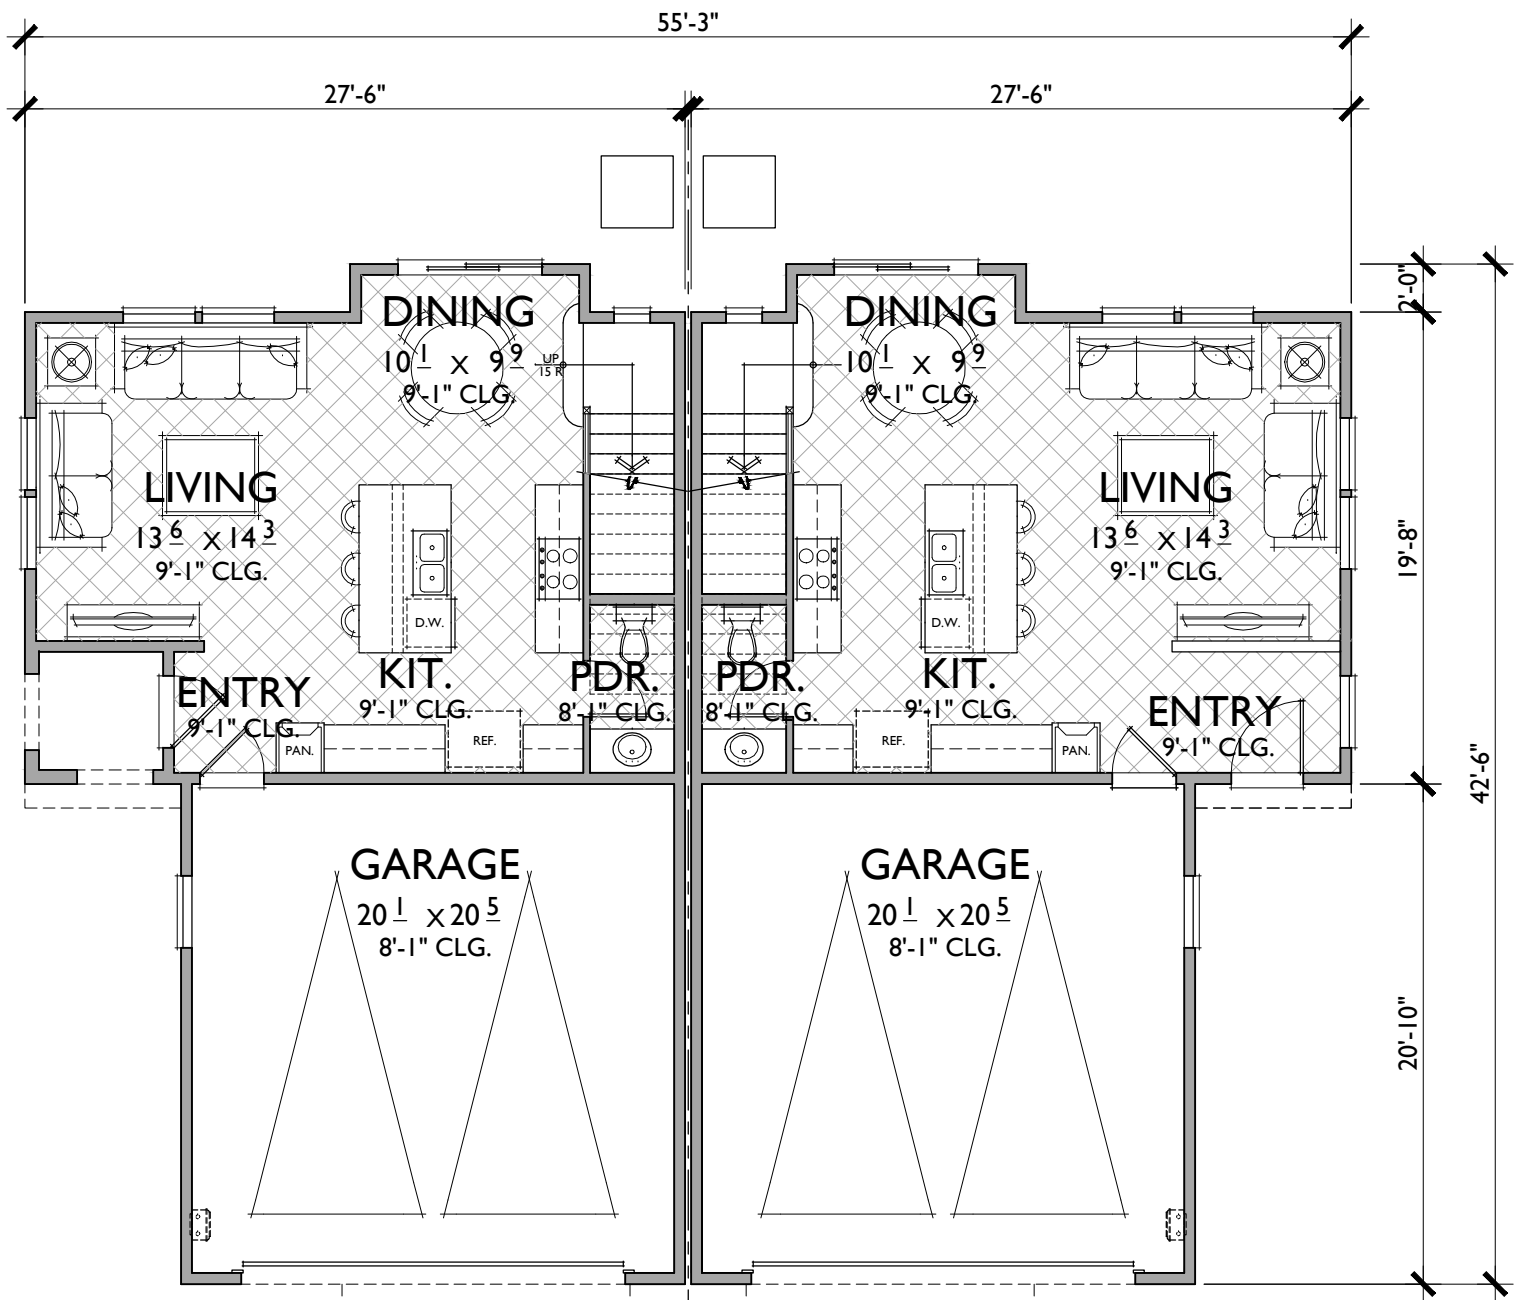 55'-3"
27'-6"
27'-6"
2'-0"
DINING
10 1 X 9 9
9'-1" CLG.
UP
15 R
DINING
10 1 X 9 9
9'-1" CLG.
LIVING
13 6 X 14 3
9'-1" CLG.
LIVING
13 6 X 14 3
9'-1" CLG.
19'-8"
D.W.
D.W.
KIT.
9'-1" CLG.
PDR.
8'-1" CLG.
PDR.
8'-1" CLG.
KIT.
9'-1" CLG.
ENTRY
9'-1" CLG.
ENTRY
9'-1" CLG.
PAN.
REF.
REF.
PAN.
42'-6"
GARAGE
20 1 X 20 5
8'-1" CLG.
GARAGE
20 1 X 20 5
8'-1" CLG.
20'-10"